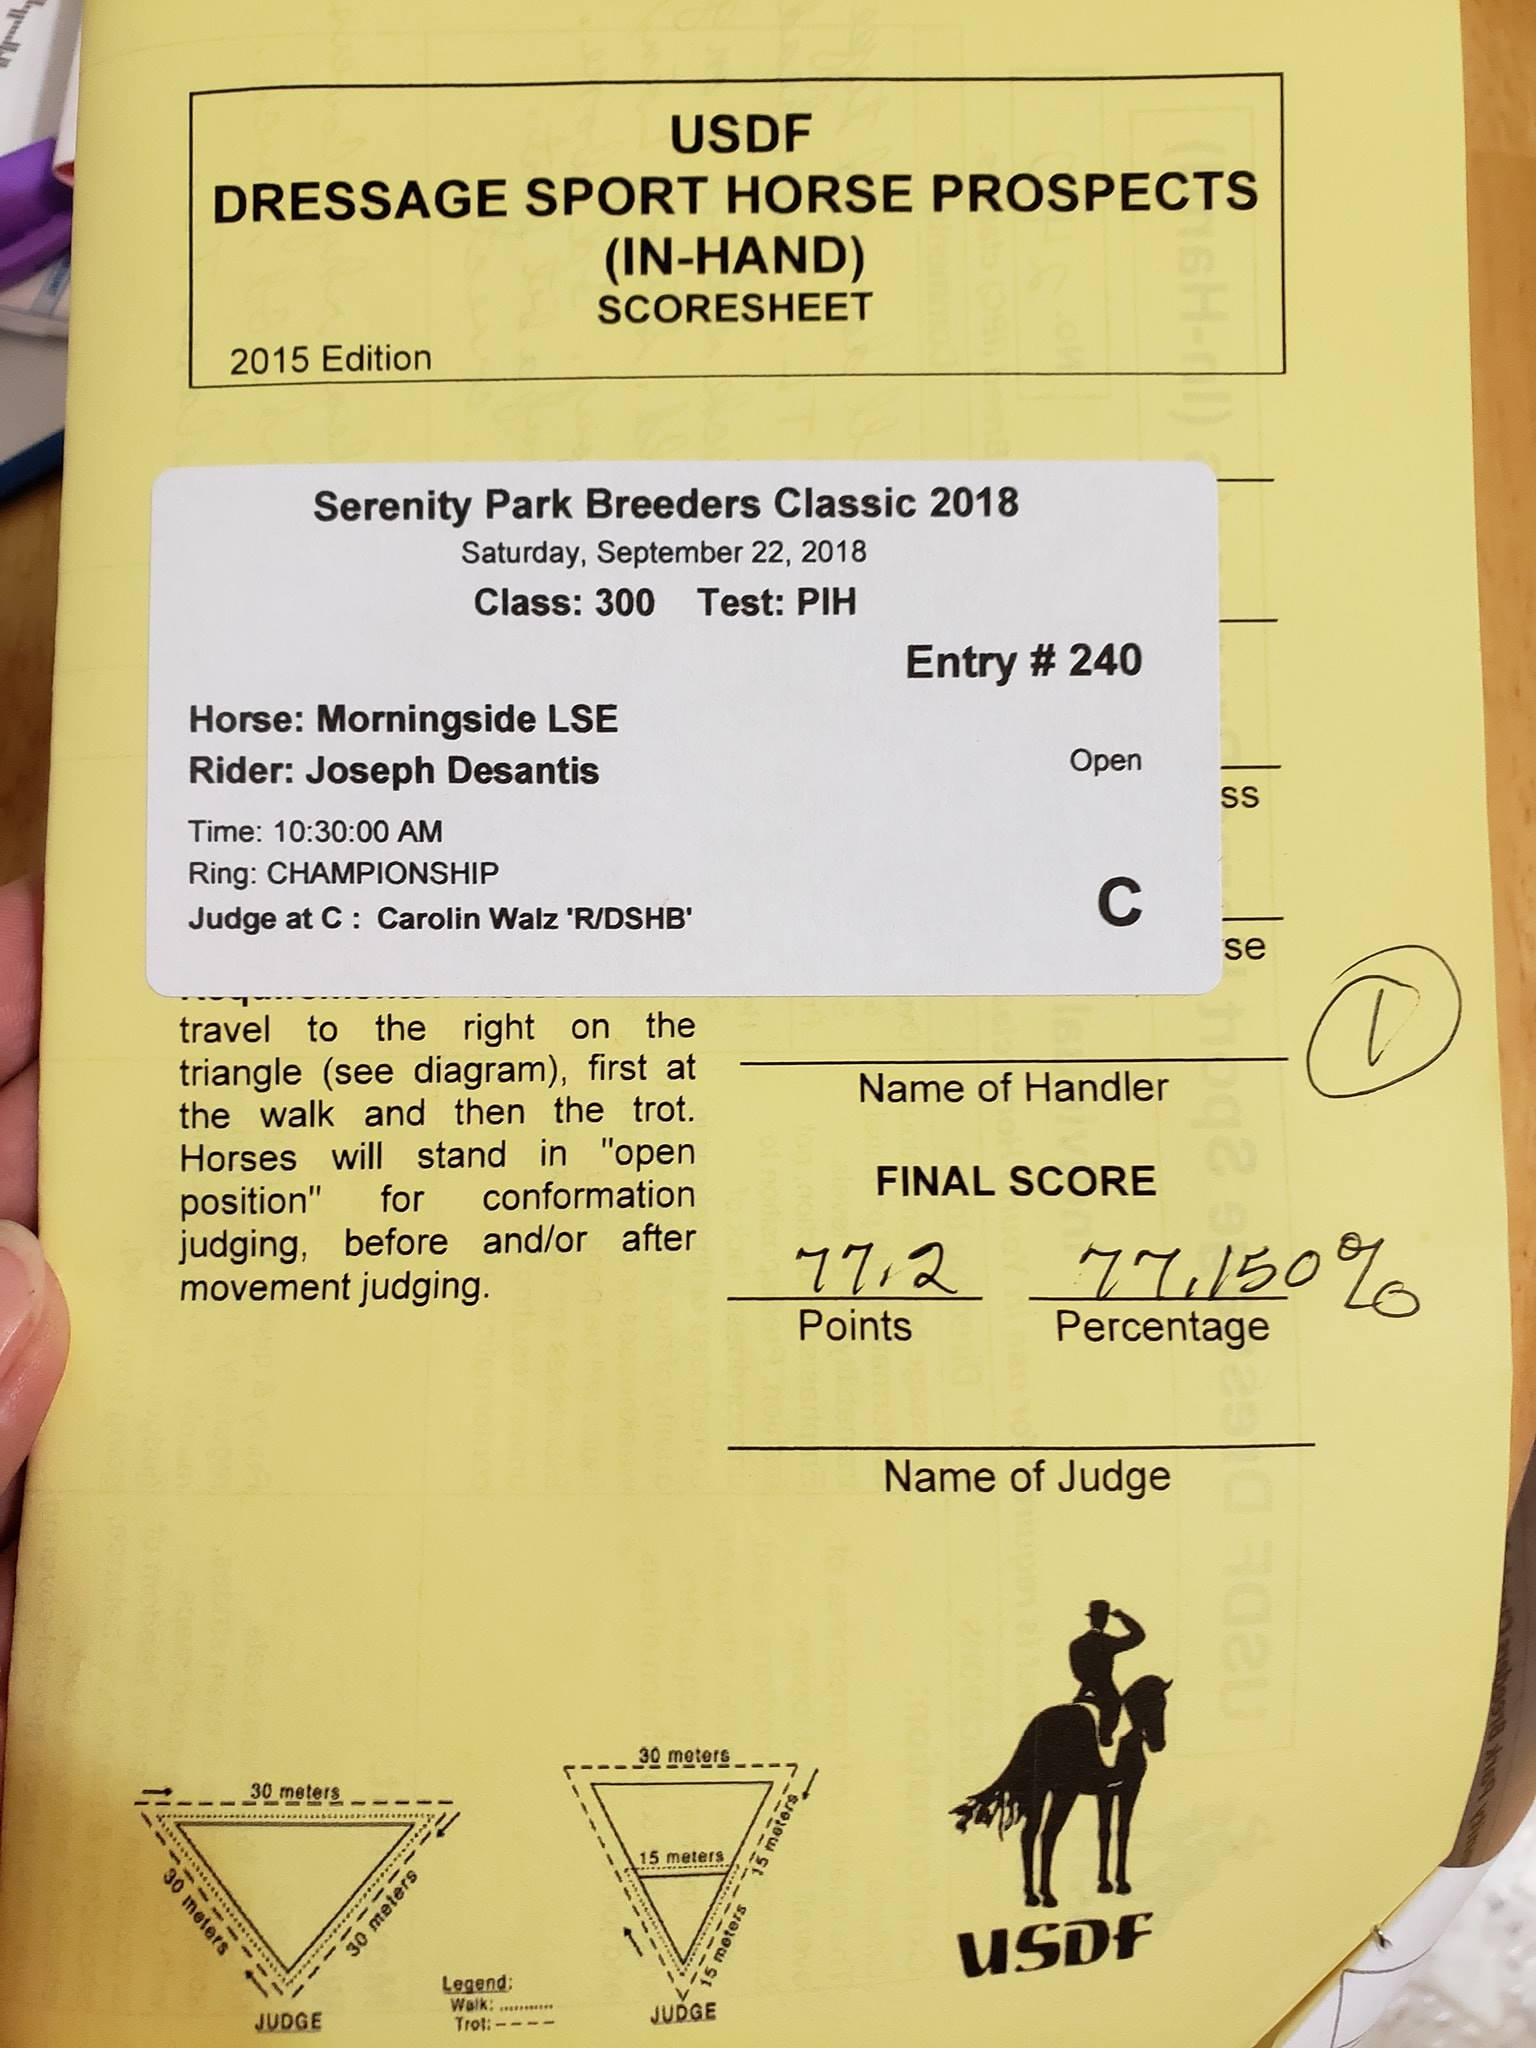 USDF
DRESSAGE SPORT HORSE PROSPECTS
(IN-HAND)
SCORESHEET
2015 Edition
Serenity Park Breeders Classic 2018
Saturday, September 22, 2018
Class: 300 Test: PIH
Entry # 240
Horse: Morningside LSE
Rider: Joseph Desantis
Open
Time: 10:30:00 AM
Ring: CHAMPIONSHIP
Judge at C : Carolin Walz 'R/DSHB'
C
ss
se
1
travel to the right on the
triangle (see diagram), first at
the walk and then the trot.
Horses will stand in "open
position" for conformation
judging, before and/or after
movement judging.
Name of Handler
FINAL SCORE
77.2 77.150%
Points Percentage
Name of Judge
30 meters
30 meters
30 meters
JUDGE
Legend:
Walk: ...........
Trot: - - - -
30 meters
15 meters
15 meters
15 meters
JUDGE
USDF